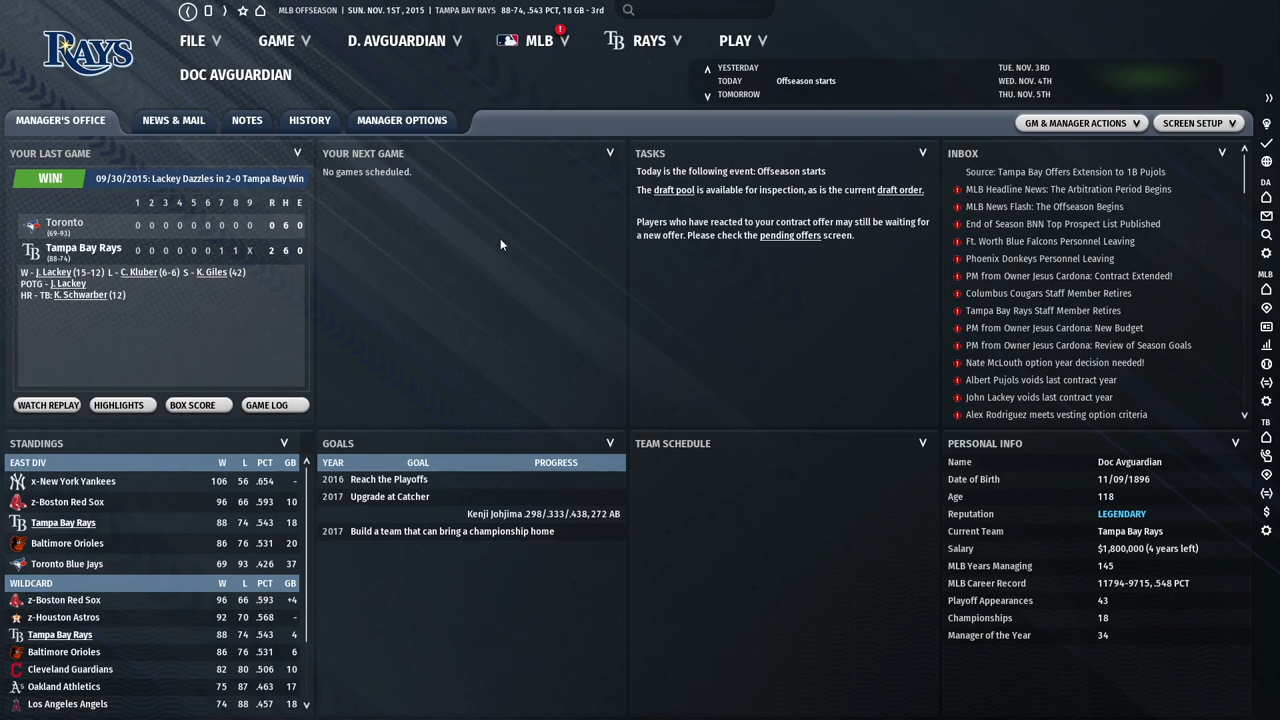 MLB OFFSEASON | SUN. NOV. 1ST , 2015 | TAMPA BAY RAYS 88-74, .543 PCT, 18 GB - 3rd
RAYS
FILE GAME D. AVGUARDIAN MLB RAYS PLAY
DOC AVGUARDIAN
YESTERDAY TUE. NOV. 3RD
TODAY Offseason starts WED. NOV. 4TH
TOMORROW THU. NOV. 5TH
MANAGER'S OFFICE NEWS & MAIL NOTES HISTORY MANAGER OPTIONS GM & MANAGER ACTIONS SCREEN SETUP
YOUR LAST GAME
WIN! 09/30/2015: Lackey Dazzles in 2-0 Tampa Bay Win
1 2 3 4 5 6 7 8 9 R H E
Toronto 0 0 0 0 0 0 0 0 0 0 6 0
(69-93)
Tampa Bay Rays 0 0 0 0 0 0 1 1 X 2 6 0
(88-74)
W - J. Lackey (15-12) L - C. Kluber (6-6) S - K. Giles (42)
POTG - J. Lackey
HR - TB: K. Schwarber (12)
WATCH REPLAY HIGHLIGHTS BOX SCORE GAME LOG
YOUR NEXT GAME
No games scheduled.
TASKS
Today is the following event: Offseason starts
The draft pool is available for inspection, as is the current draft order.
Players who have reacted to your contract offer may still be waiting for
a new offer. Please check the pending offers screen.
INBOX
Source: Tampa Bay Offers Extension to 1B Pujols
MLB Headline News: The Arbitration Period Begins
MLB News Flash: The Offseason Begins
End of Season BNN Top Prospect List Published
Ft. Worth Blue Falcons Personnel Leaving
Phoenix Donkeys Personnel Leaving
PM from Owner Jesus Cardona: Contract Extended!
Columbus Cougars Staff Member Retires
Tampa Bay Rays Staff Member Retires
PM from Owner Jesus Cardona: New Budget
PM from Owner Jesus Cardona: Review of Season Goals
Nate McLouth option year decision needed!
Albert Pujols voids last contract year
John Lackey voids last contract year
Alex Rodriguez meets vesting option criteria
DA
MLB
TB
STANDINGS
EAST DIV W L PCT GB
x-New York Yankees 106 56 .654 -
z-Boston Red Sox 96 66 .593 10
Tampa Bay Rays 88 74 .543 18
Baltimore Orioles 86 76 .531 20
Toronto Blue Jays 69 93 .426 37
WILDCARD W L PCT GB
z-Boston Red Sox 96 66 .593 +4
z-Houston Astros 92 70 .568 -
Tampa Bay Rays 88 74 .543 4
Baltimore Orioles 86 76 .531 6
Cleveland Guardians 82 80 .506 10
Oakland Athletics 75 87 .463 17
Los Angeles Angels 74 88 .457 18
GOALS
YEAR GOAL PROGRESS
2016 Reach the Playoffs
2017 Upgrade at Catcher
Kenji Johjima .298/.333/.438, 272 AB
2017 Build a team that can bring a championship home
TEAM SCHEDULE
PERSONAL INFO
Name Doc Avguardian
Date of Birth 11/09/1896
Age 118
Reputation LEGENDARY
Current Team Tampa Bay Rays
Salary $1,800,000 (4 years left)
MLB Years Managing 145
MLB Career Record 11794-9715, .548 PCT
Playoff Appearances 43
Championships 18
Manager of the Year 34